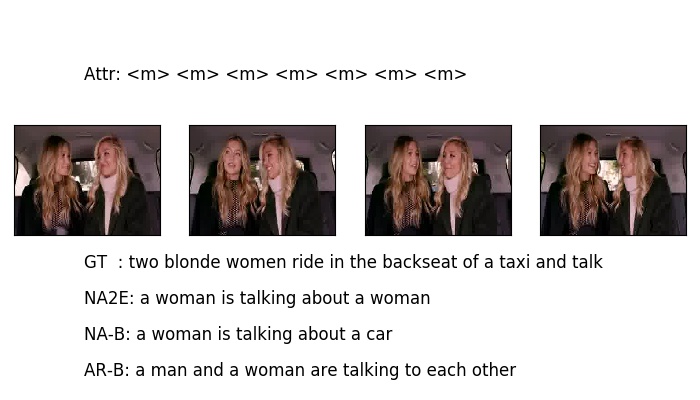 Attr: <m> <m> <m> <m> <m> <m> <m>
GT : two blonde women ride in the backseat of a taxi and talk
NA2E: a woman is talking about a woman
NA-B: a woman is talking about a car
AR-B: a man and a woman are talking to each other